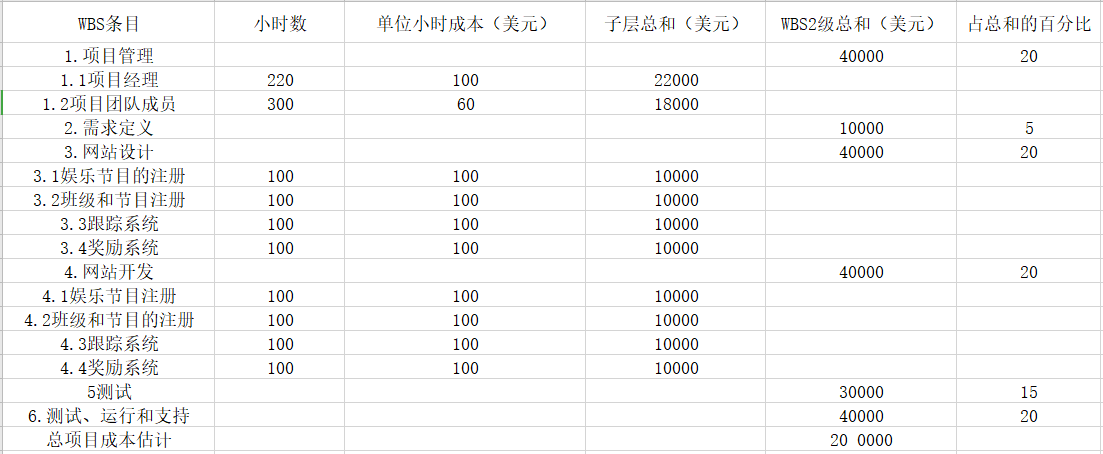 WBS条目 小时数 单位小时成本（美元） 子层总和（美元） WBS2级总和（美元） 占总和的百分比
1.项目管理 40000 20
1.1项目经理 220 100 22000
1.2项目团队成员 300 60 18000
2.需求定义 10000 5
3.网站设计 40000 20
3.1娱乐节目的注册 100 100 10000
3.2班级和节目注册 100 100 10000
3.3跟踪系统 100 100 10000
3.4奖励系统 100 100 10000
4.网站开发 40000 20
4.1娱乐节目注册 100 100 10000
4.2班级和节目的注册 100 100 10000
4.3跟踪系统 100 100 10000
4.4奖励系统 100 100 10000
5测试 30000 15
6.测试、运行和支持 40000 20
总项目成本估计 20 0000